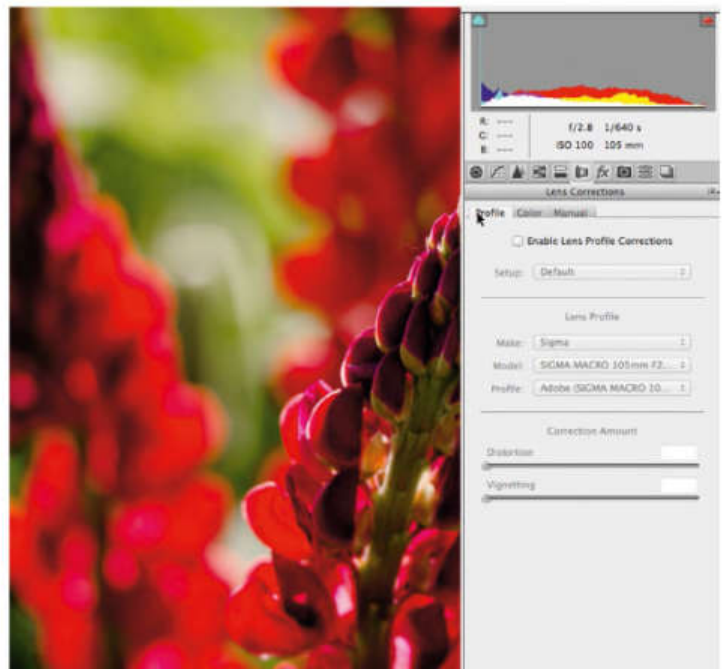 R: ---
G: ---
B: ---
f/2.8 1/640 s
ISO 100 105 mm
fx
Lens Corrections
Profile Color Manual
Enable Lens Profile Corrections
Setup: Default
Lens Profile
Make: Sigma
Model: SIGMA MACRO 105mm F2...
Profile: Adobe (SIGMA MACRO 10...
Correction Amount
Distortion
Vignetting